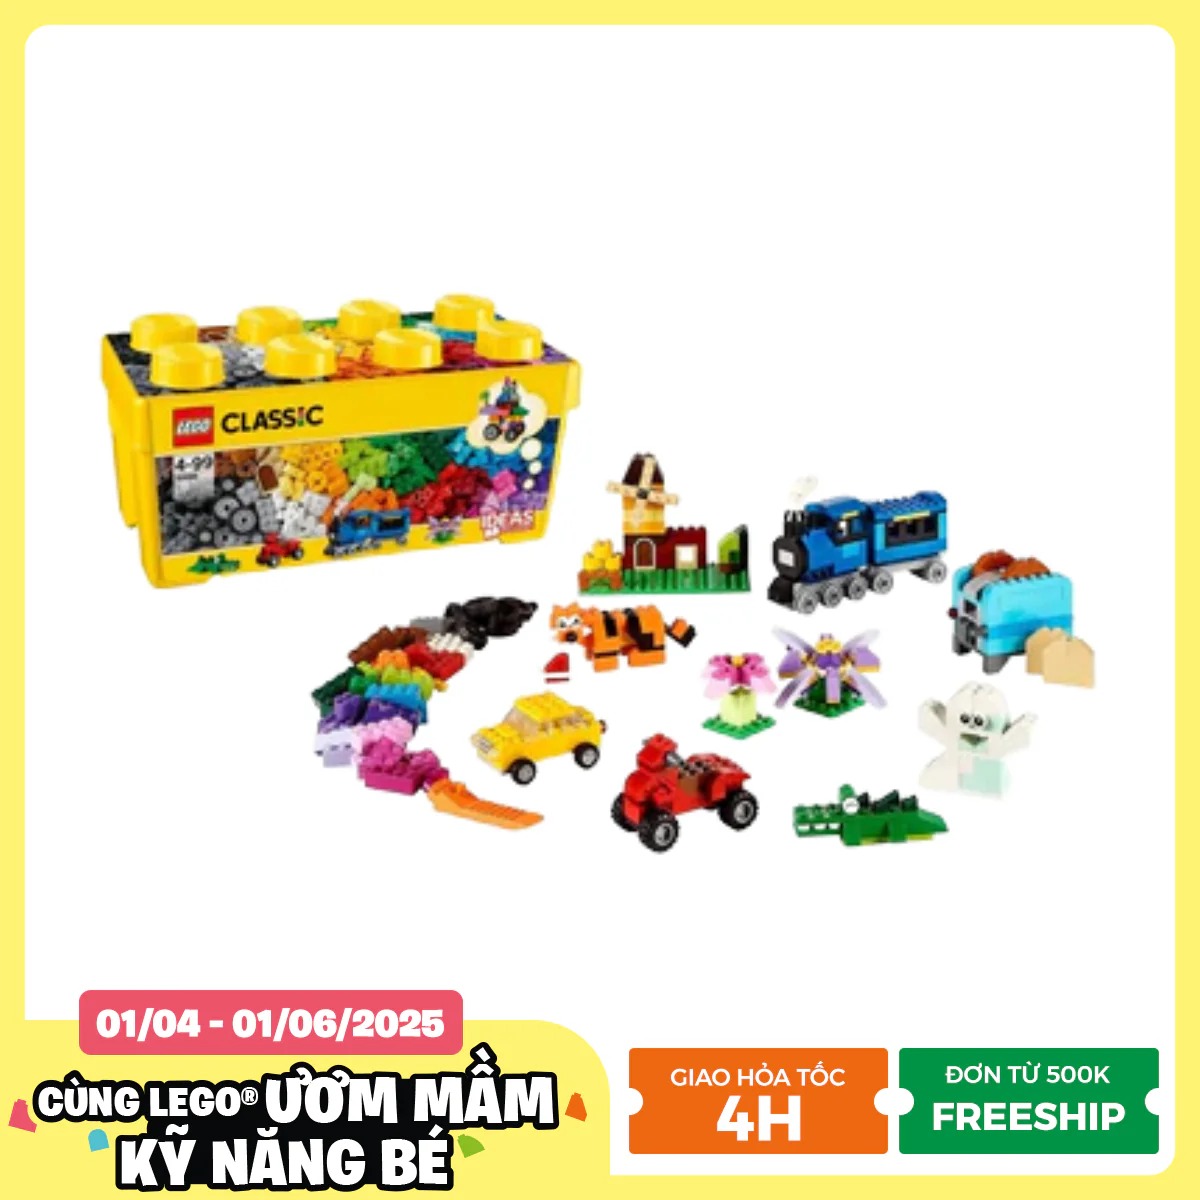 LEGO CLASSIC
4-99
IDEAS
01/04 - 01/06/2025
CÙNG LEGO® ƯƠM MẦM
KỸ NĂNG BÉ
GIAO HỎA TỐC
4H
ĐƠN TỪ 500K
FREESHIP